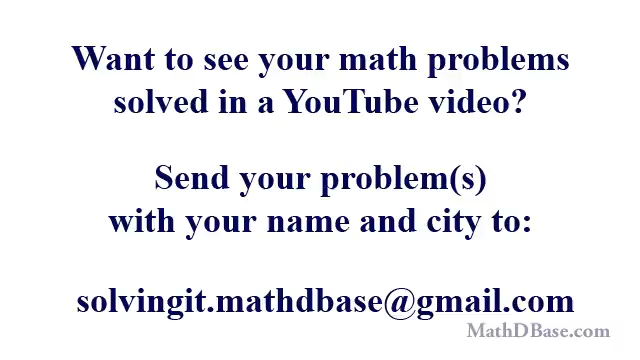 Want to see your math problems
solved in a YouTube video?
Send your problem(s)
with your name and city to:
solvingit.mathdbase@gmail.com
MathDBase.com